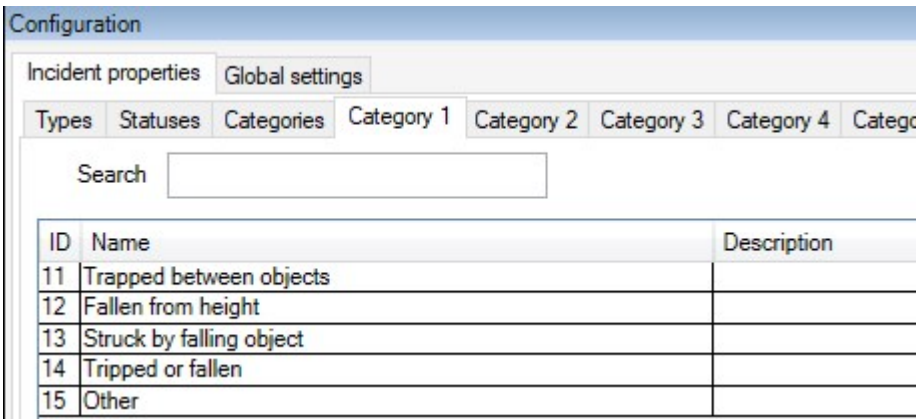 Configuration
Incident properties Global settings
Types Statuses Categories Category 1 Category 2 Category 3 Category 4
Search
ID Name Description
11 Trapped between objects
12 Fallen from height
13 Struck by falling object
14 Tripped or fallen
15 Other